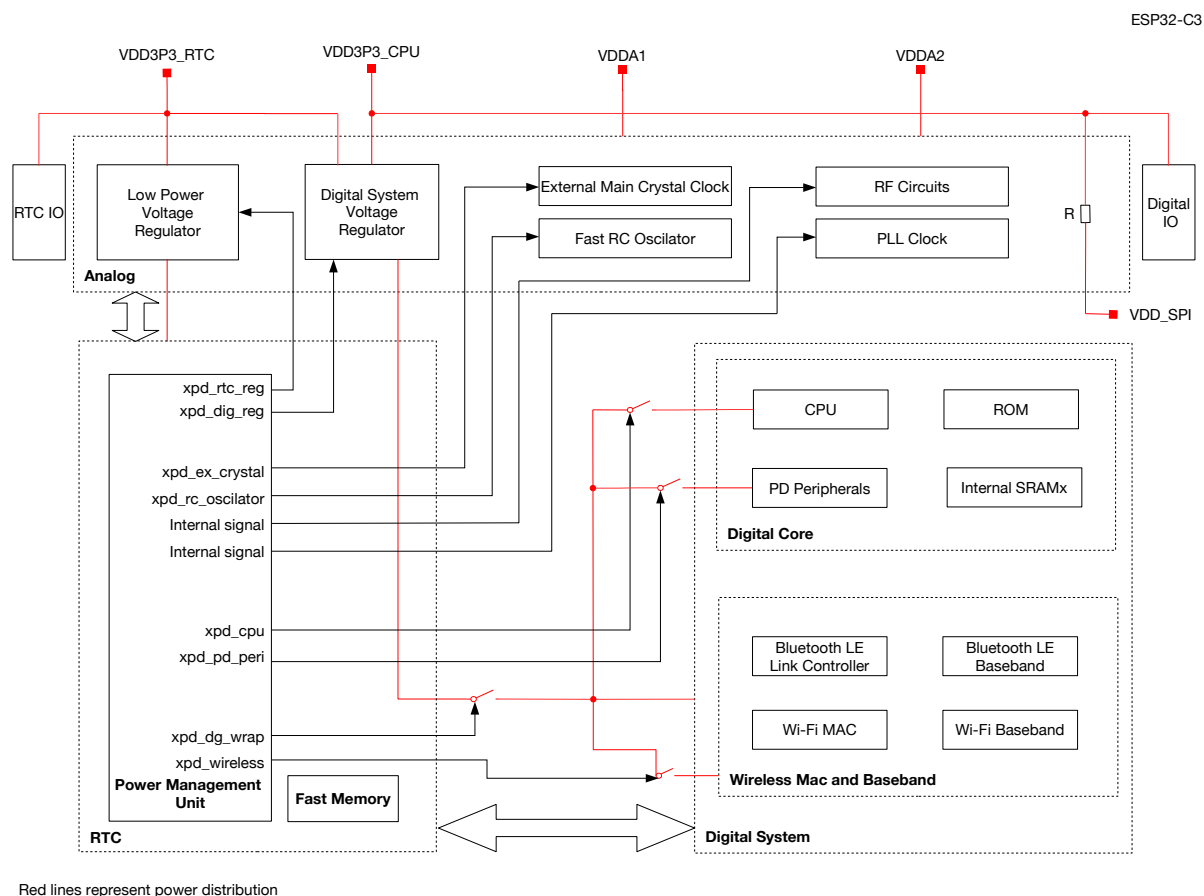 ESP32-C3
VDD3P3_RTC
VDD3P3_CPU
VDDA1
VDDA2
RTC IO
Low Power
Voltage
Regulator
Digital System
Voltage
Regulator
External Main Crystal Clock
Fast RC Oscilator
RF Circuits
PLL Clock
R
Digital
IO
Analog
VDD_SPI
xpd_rtc_reg
xpd_dig_reg
xpd_ex_crystal
xpd_rc_oscilator
Internal signal
Internal signal
xpd_cpu
xpd_pd_peri
xpd_dg_wrap
xpd_wireless
Power Management
Unit
Fast Memory
RTC
CPU
ROM
PD Peripherals
Internal SRAMx
Digital Core
Bluetooth LE
Link Controller
Bluetooth LE
Baseband
Wi-Fi MAC
Wi-Fi Baseband
Wireless Mac and Baseband
Digital System
Red lines represent power distribution